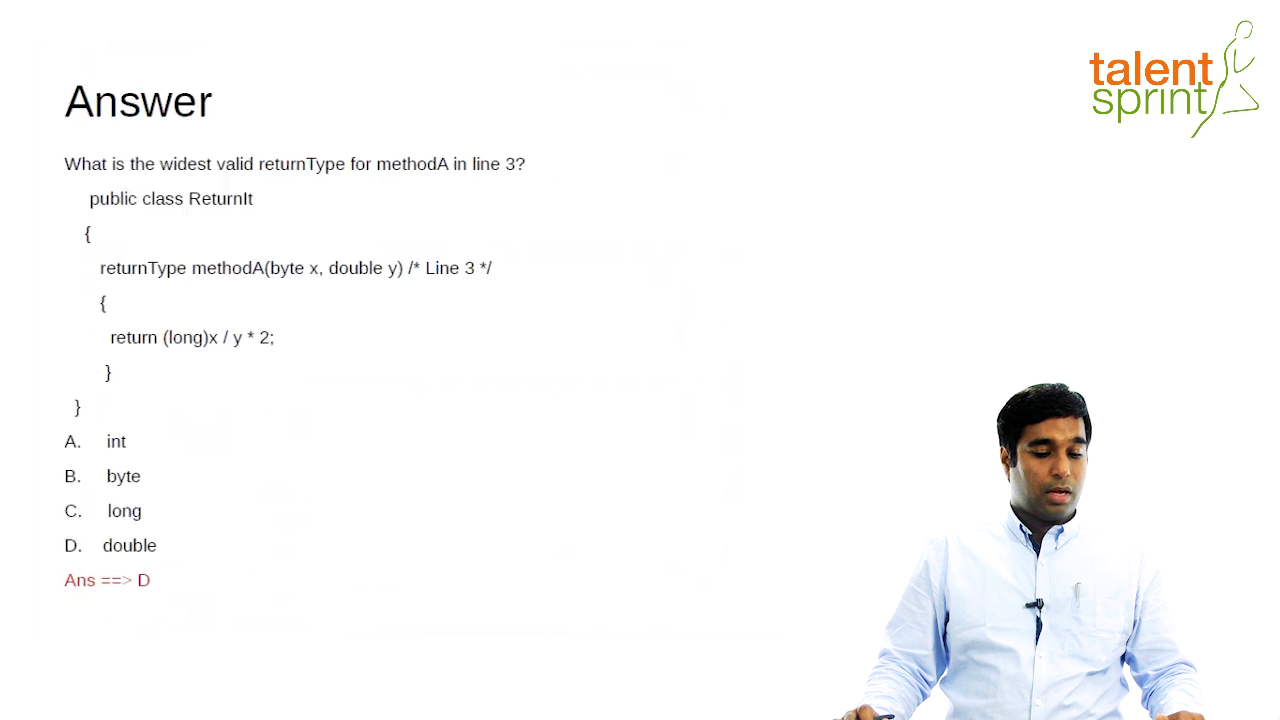 talent
sprint
Answer
What is the widest valid returnType for methodA in line 3?
public class ReturnIt
{
returnType methodA(byte x, double y) /* Line 3 */
{
return (long)x / y * 2;
}
}
A. int
B. byte
C. long
D. double
Ans ==> D